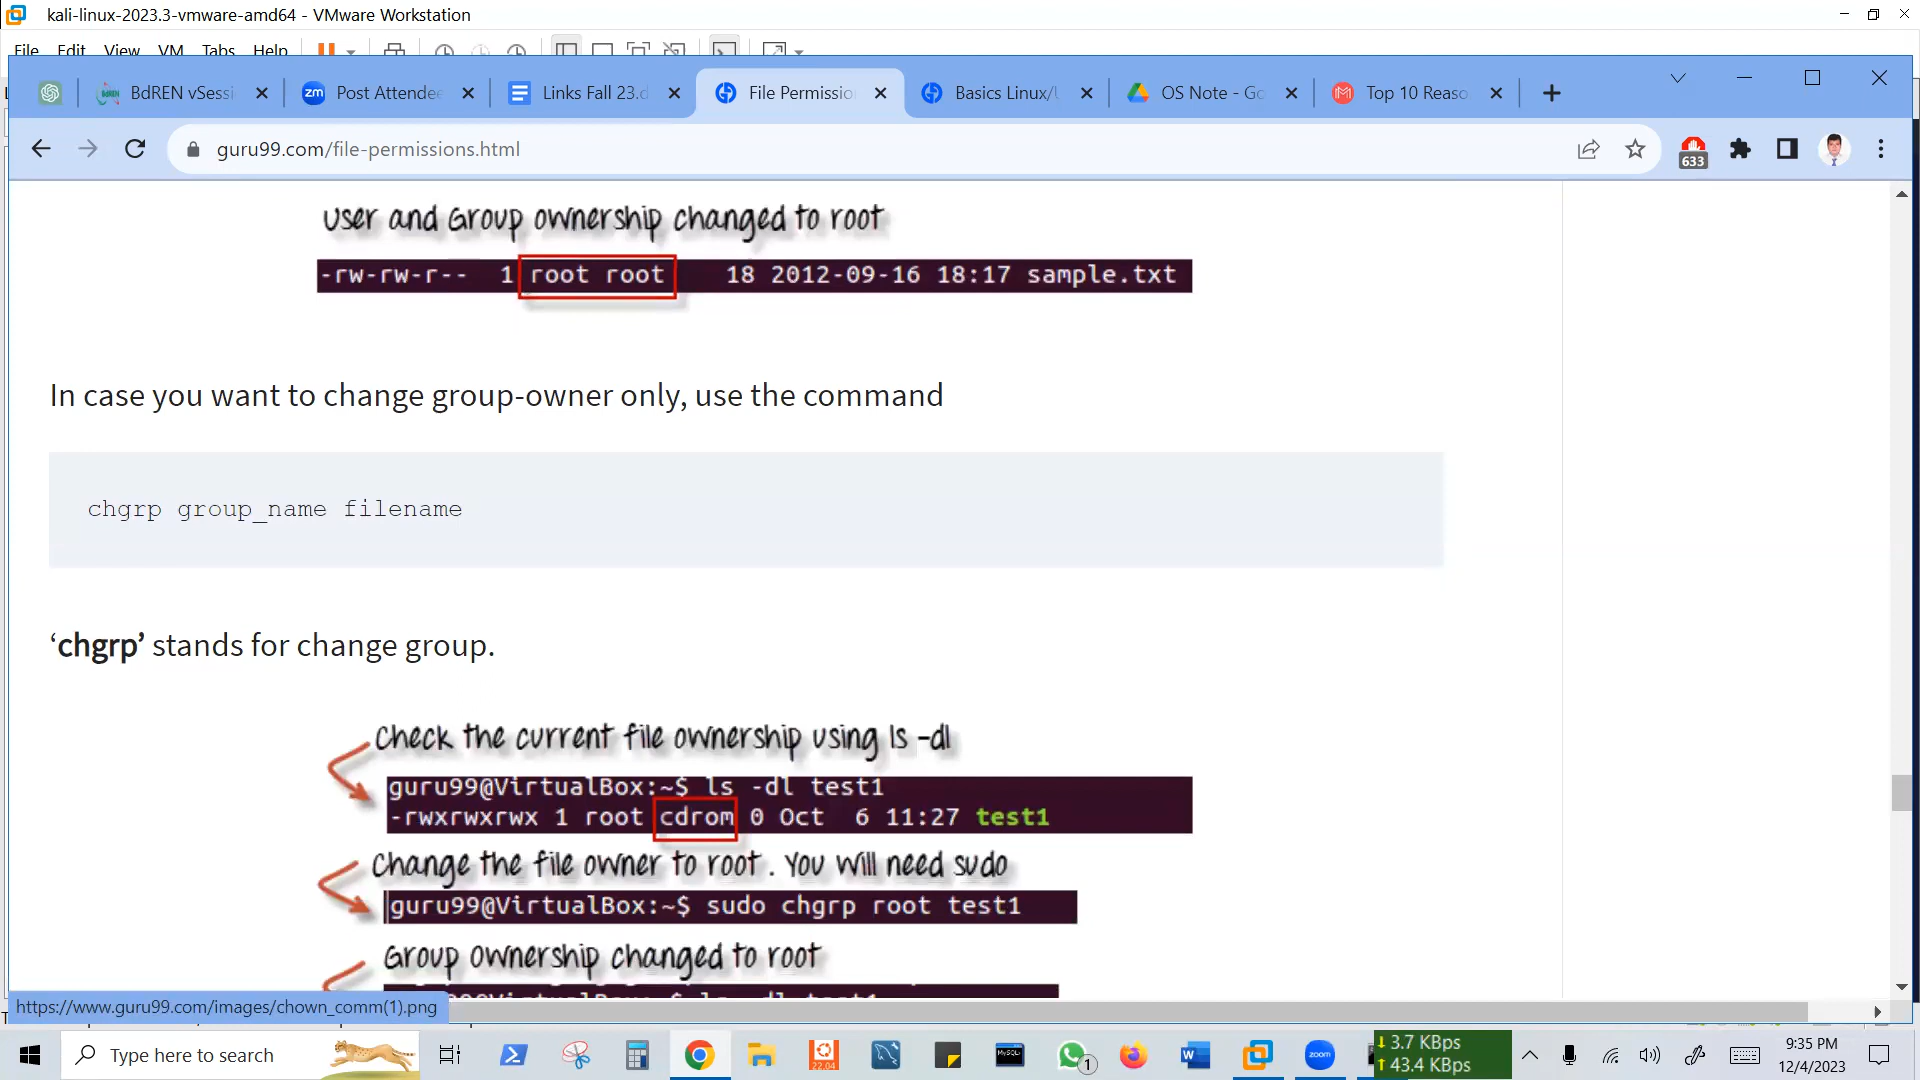 kali-linux-2023.3-vmware-amd64 - VMware Workstation
File Edit View VM Tabs Help
BdREN vSessi
Post Attendee
Links Fall 23.d
File Permissio
Basics Linux/U
OS Note - Go
Top 10 Reaso
guru99.com/file-permissions.html
633
User and Group ownership changed to root
-rw-rw-r-- 1 root root 18 2012-09-16 18:17 sample.txt
In case you want to change group-owner only, use the command
chgrp group_name filename
‘chgrp’ stands for change group.
Check the current file ownership using ls -dl
guru99@VirtualBox:~$ ls -dl test1
-rwxrwxrwx 1 root cdrom 0 Oct 6 11:27 test1
Change the file owner to root . You will need sudo
guru99@VirtualBox:~$ sudo chgrp root test1
Group ownership changed to root
https://www.guru99.com/images/chown_comm(1).png
Type here to search
22.04
MySQL
1
zoom
3.7 KBps
43.4 KBps
9:35 PM
12/4/2023